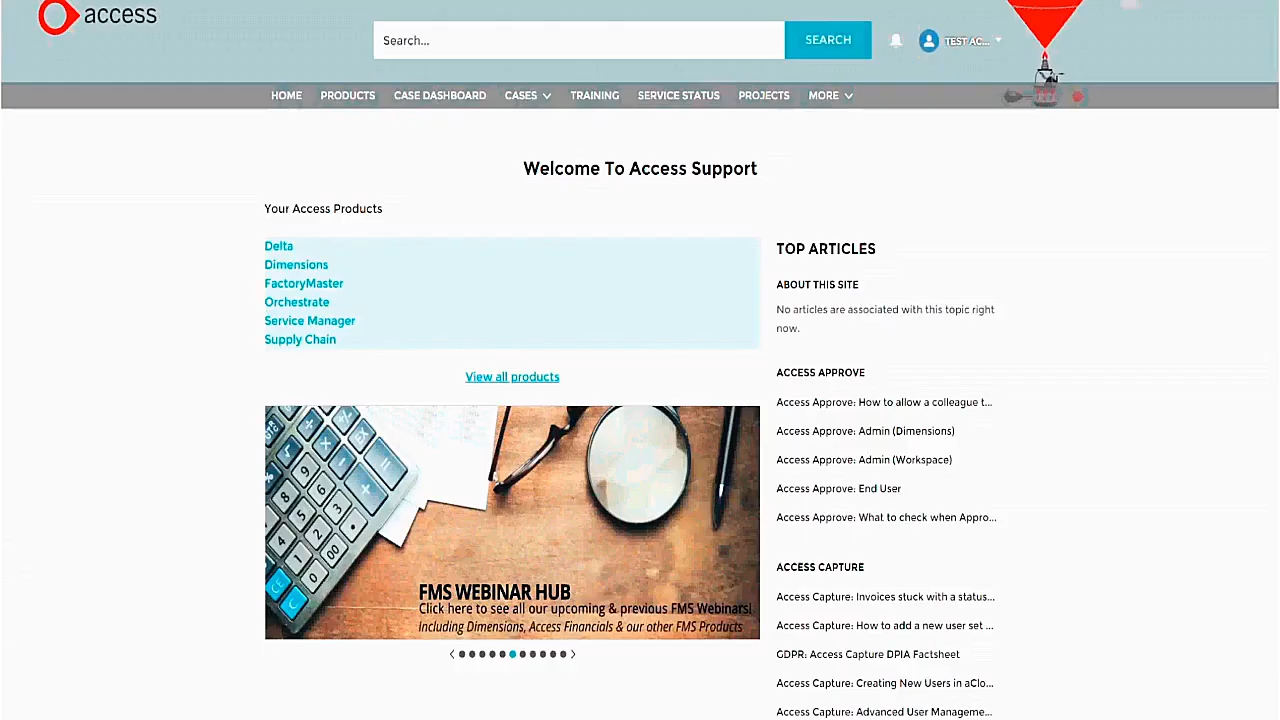 access
Search...
SEARCH
TEST AC...
HOME PRODUCTS CASE DASHBOARD CASES TRAINING SERVICE STATUS PROJECTS MORE
Welcome To Access Support
Your Access Products
Delta
Dimensions
FactoryMaster
Orchestrate
Service Manager
Supply Chain
View all products
FMS WEBINAR HUB
Click here to see all our upcoming & previous FMS Webinars!
Including Dimensions, Access Financials & our other FMS Products
TOP ARTICLES
ABOUT THIS SITE
No articles are associated with this topic right
now.
ACCESS APPROVE
Access Approve: How to allow a colleague t...
Access Approve: Admin (Dimensions)
Access Approve: Admin (Workspace)
Access Approve: End User
Access Approve: What to check when Appro...
ACCESS CAPTURE
Access Capture: Invoices stuck with a status...
Access Capture: How to add a new user set ...
GDPR: Access Capture DPIA Factsheet
Access Capture: Creating New Users in aClo...
Access Capture: Advanced User Manageme...